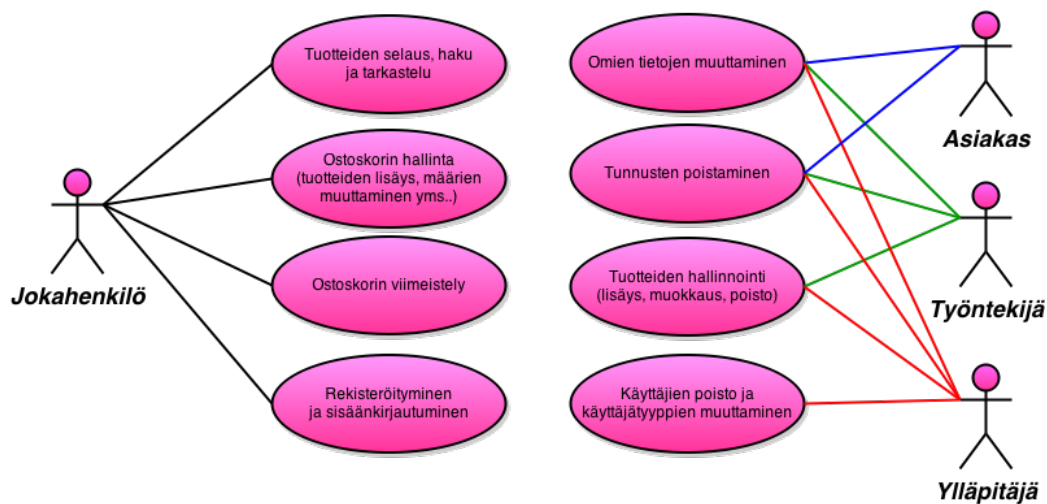 Tuotteiden selaus, haku
ja tarkastelu
Ostoskorin hallinta
(tuotteiden lisäys, määrien
muuttaminen yms..)
Ostoskorin viimeistely
Rekisteröityminen
ja sisäänkirjautuminen
Jokahenkilö
Omien tietojen muuttaminen
Tunnusten poistaminen
Tuotteiden hallinnointi
(lisäys, muokkaus, poisto)
Käyttäjien poisto ja
käyttäjätyyppien muuttaminen
Asiakas
Työntekijä
Ylläpitäjä